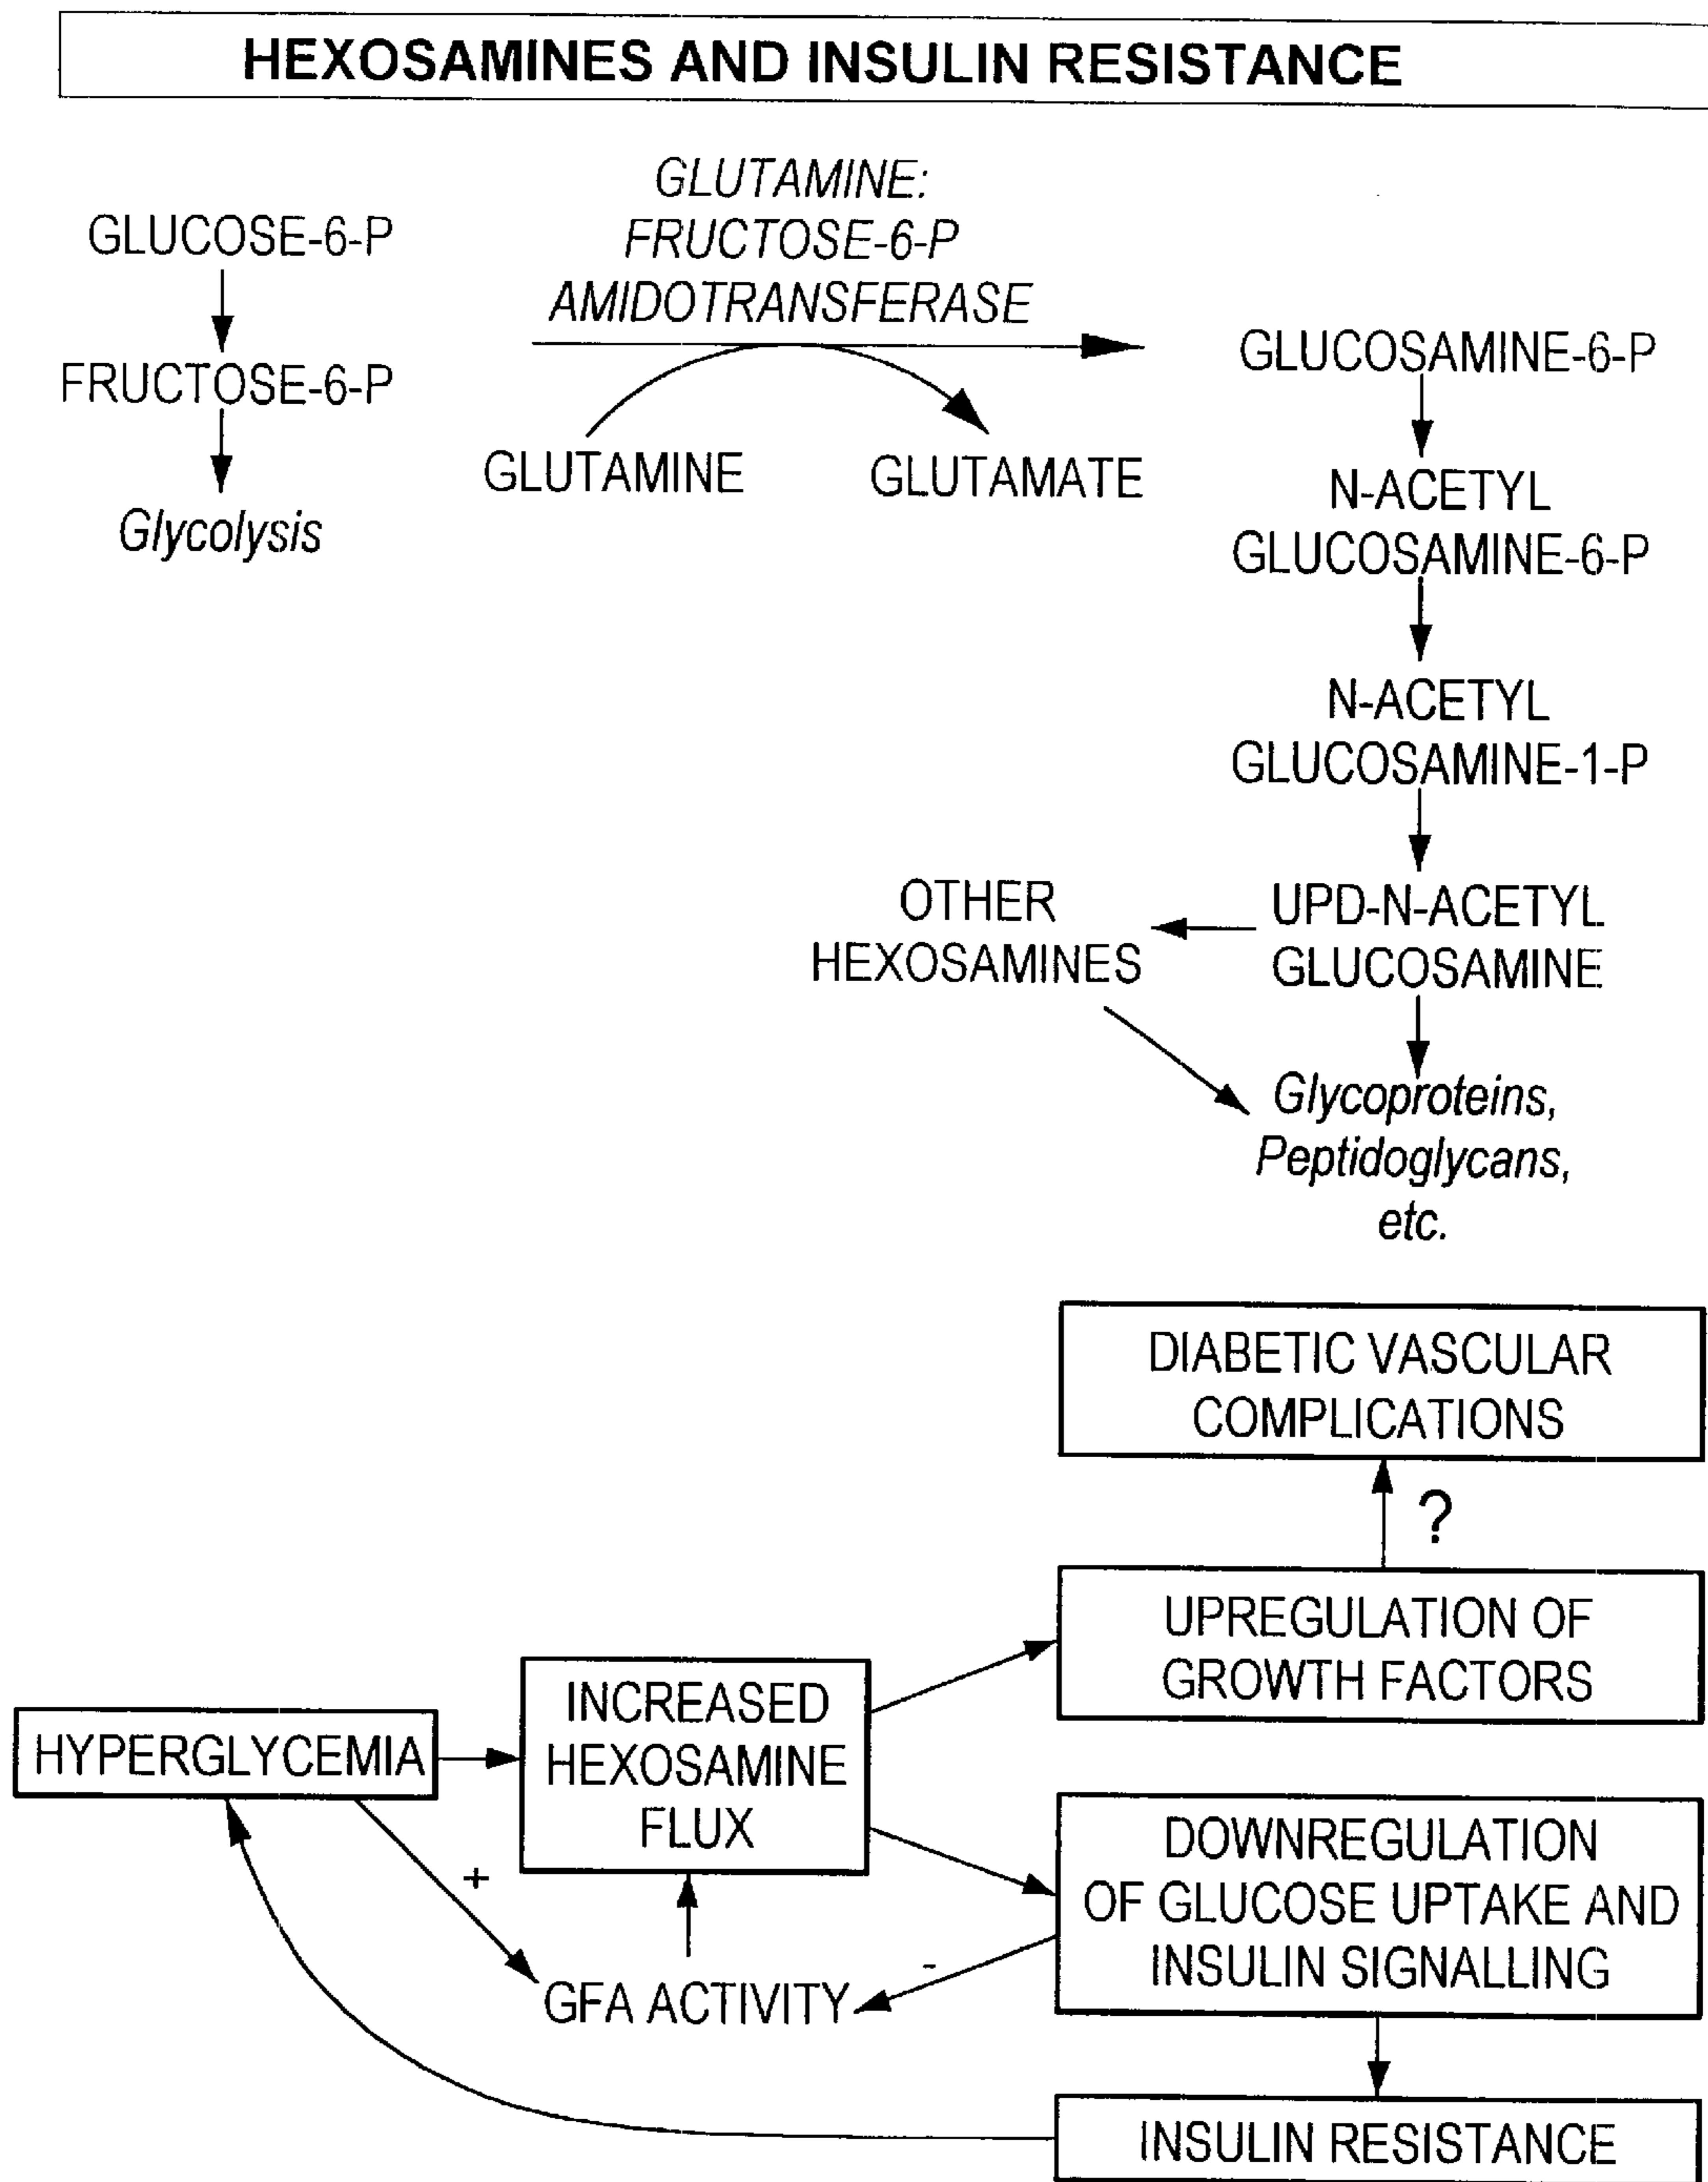 HEXOSAMINES AND INSULIN RESISTANCE
GLUCOSE-6-P
FRUCTOSE-6-P
Glycolysis
GLUTAMINE:
FRUCTOSE-6-P
AMIDOTRANSFERASE
GLUTAMINE
GLUTAMATE
GLUCOSAMINE-6-P
N-ACETYL
GLUCOSAMINE-6-P
N-ACETYL
GLUCOSAMINE-1-P
UPD-N-ACETYL
GLUCOSAMINE
OTHER
HEXOSAMINES
Glycoproteins,
Peptidoglycans,
etc.
DIABETIC VASCULAR
COMPLICATIONS
?
UPREGULATION OF
GROWTH FACTORS
HYPERGLYCEMIA
INCREASED
HEXOSAMINE
FLUX
DOWNREGULATION
OF GLUCOSE UPTAKE AND
INSULIN SIGNALLING
+
-
GFA ACTIVITY
INSULIN RESISTANCE